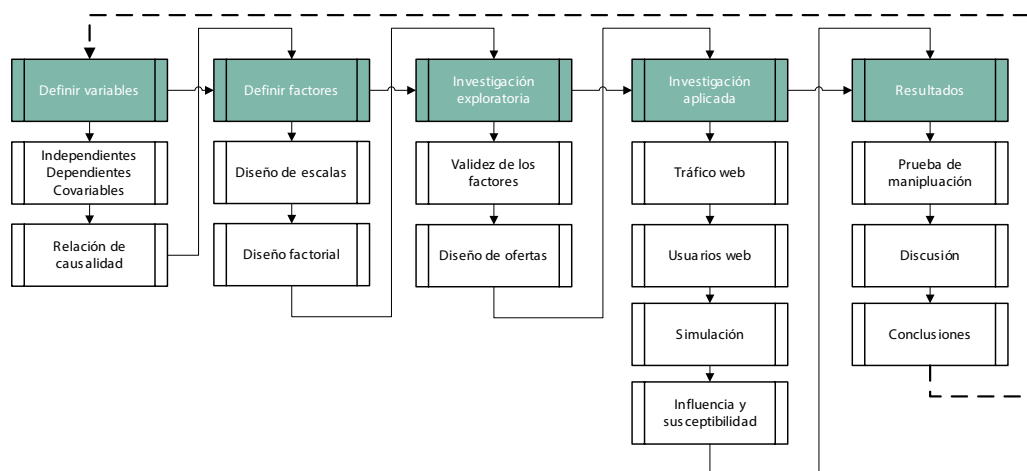 Definir variables
Independientes
Dependientes
Covariables
Relación de
causalidad
Definir factores
Diseño de escalas
Diseño factorial
Investigación
exploratoria
Validez de los
factores
Diseño de ofertas
Investigación
aplicada
Tráfico web
Usuarios web
Simulación
Influencia y
susceptibilidad
Resultados
Prueba de
manipluación
Discusión
Conclusiones